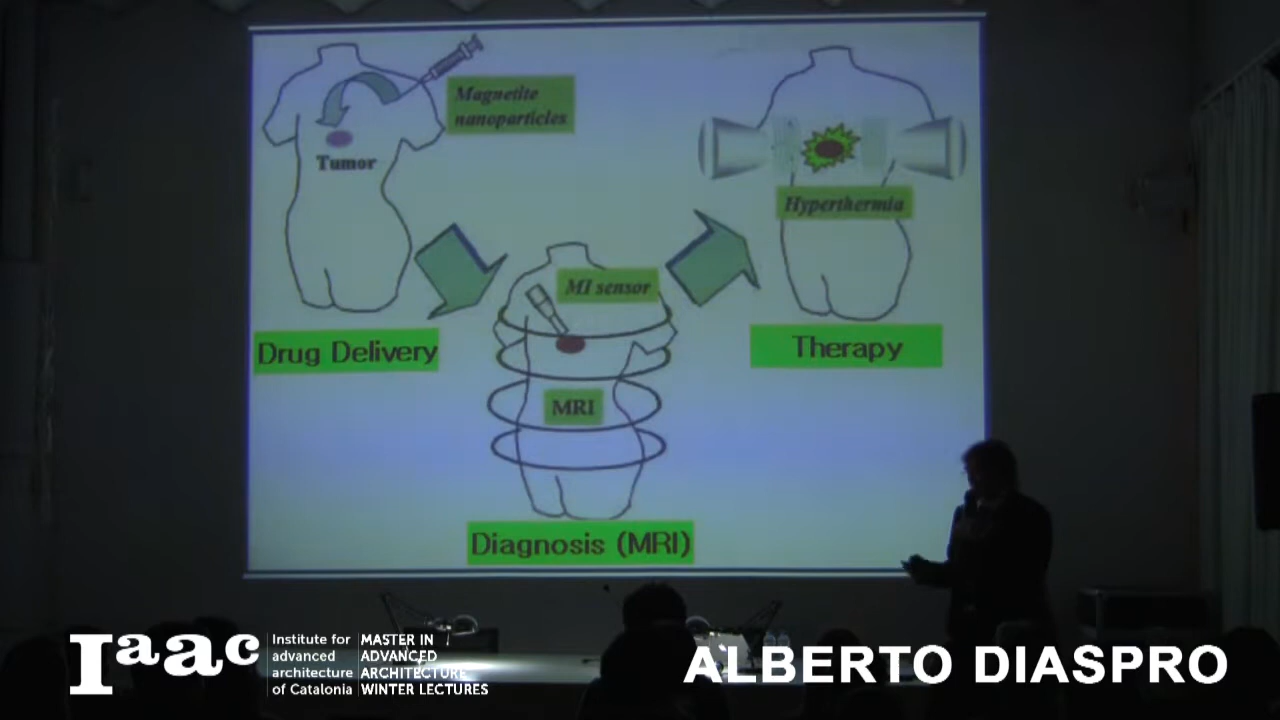 Magnetite
nanoparticles
Tumor
Drug Delivery
MI sensor
MRI
Diagnosis (MRI)
Hyperthermia
Therapy
Iaac
Institute for
advanced
architecture
of Catalonia
MASTER IN
ADVANCED
ARCHITECTURE
WINTER LECTURES
ALBERTO DIASPRO